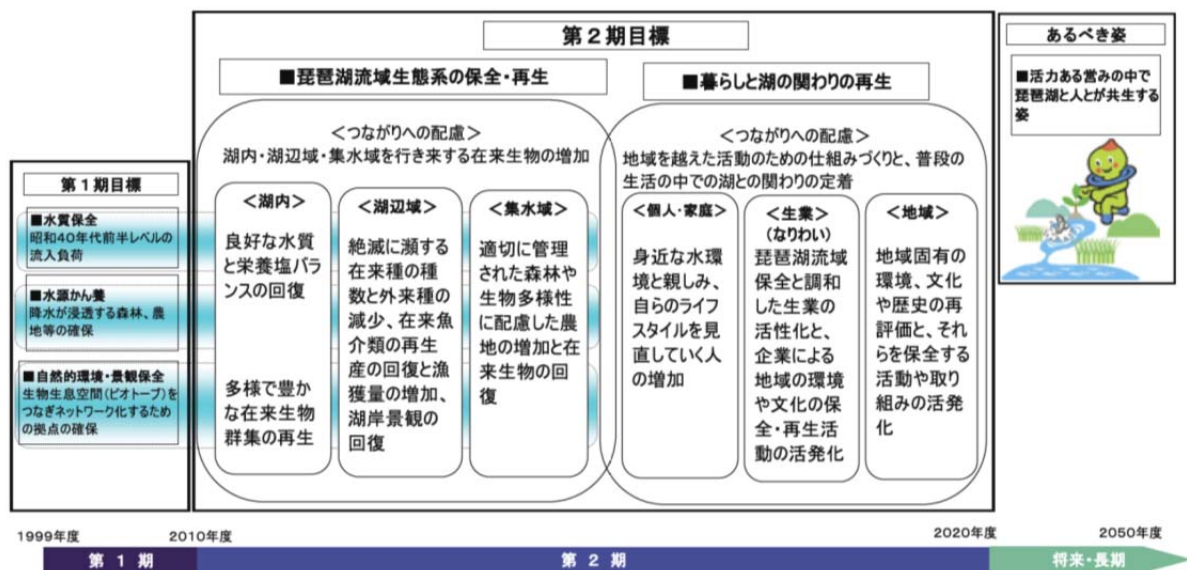 第2期目標
あるべき姿
■琵琶湖流域生態系の保全・再生
■暮らしと湖の関わりの再生
■活力ある営みの中で
琵琶湖と人とが共生する
姿
<つながりへの配慮>
湖内・湖辺域・集水域を行き来する在来生物の増加
<つながりへの配慮>
地域を越えた活動のための仕組みづくりと、普段の
生活の中での湖との関わりの定着
第1期目標
■水質保全
昭和40年代前半レベルの
流入負荷
■水源かん養
降水が浸透する森林、農
地等の確保
■自然的環境・景観保全
生物生息空間(ビオトープ)を
つなぎネットワーク化するため
の拠点の確保
<湖内>
良好な水質
と栄養塩バラ
ンスの回復
多様で豊か
な在来生物
群集の再生
<湖辺域>
絶滅に瀕する
在来種の種
数と外来種の
減少、在来魚
介類の再生
産の回復と漁
獲量の増加、
湖岸景観の
回復
<集水域>
適切に管理
された森林や
生物多様性
に配慮した農
地の増加と在
来生物の回
復
<個人・家庭>
身近な水環
境と親しみ、
自らのライフ
スタイルを見
直していく人
の増加
<生業>
(なりわい)
琵琶湖流域
保全と調和
した生業の
活性化と、
企業による
地域の環境
や文化の保
全・再生活
動の活発化
<地域>
地域固有の
環境、文化
や歴史の再
評価と、それ
らを保全する
活動や取り
組みの活発
化
1999年度
2010年度
2020年度
2050年度
第1期
第2期
将来・長期